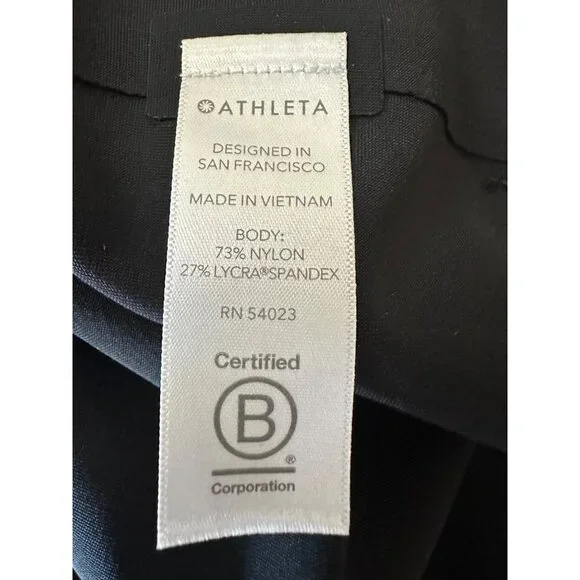 ATHLETA
DESIGNED IN
SAN FRANCISCO
MADE IN VIETNAM
BODY:
73% NYLON
27% LYCRA®SPANDEX
RN 54023
Certified
B
®
Corporation